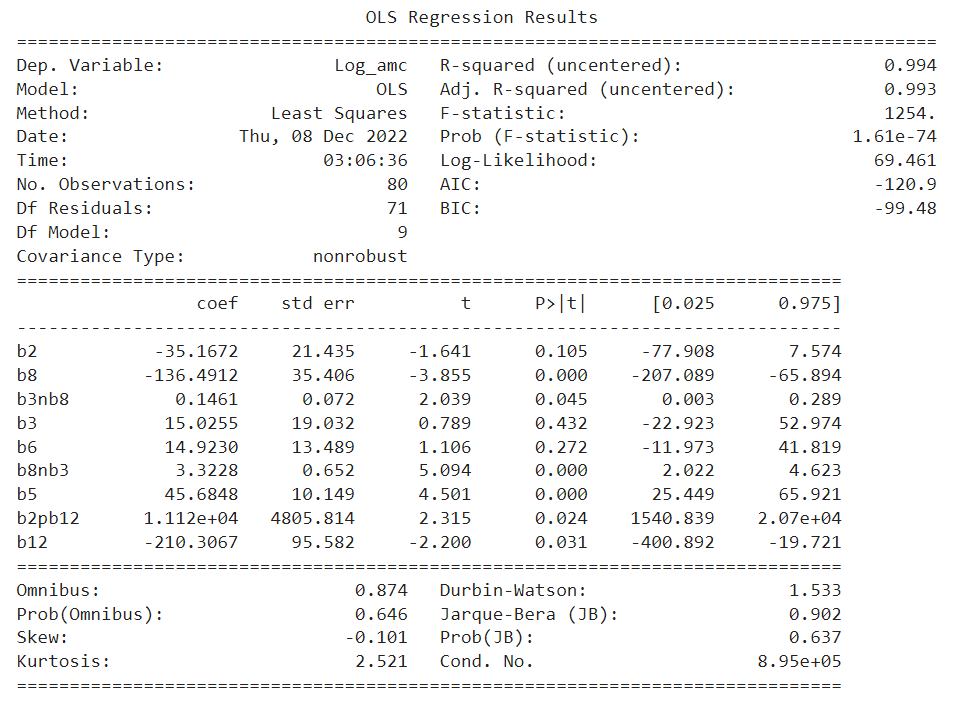 OLS Regression Results
==============================================================================
Dep. Variable: Log_amc R-squared (uncentered): 0.994
Model: OLS Adj. R-squared (uncentered): 0.993
Method: Least Squares F-statistic: 1254.
Date: Thu, 08 Dec 2022 Prob (F-statistic): 1.61e-74
Time: 03:06:36 Log-Likelihood: 69.461
No. Observations: 80 AIC: -120.9
Df Residuals: 71 BIC: -99.48
Df Model: 9
Covariance Type: nonrobust
==============================================================================
coef std err t P>|t| [0.025 0.975]
------------------------------------------------------------------------------
b2 -35.1672 21.435 -1.641 0.105 -77.908 7.574
b8 -136.4912 35.406 -3.855 0.000 -207.089 -65.894
b3nb8 0.1461 0.072 2.039 0.045 0.003 0.289
b3 15.0255 19.032 0.789 0.432 -22.923 52.974
b6 14.9230 13.489 1.106 0.272 -11.973 41.819
b8nb3 3.3228 0.652 5.094 0.000 2.022 4.623
b5 45.6848 10.149 4.501 0.000 25.449 65.921
b2pb12 1.112e+04 4805.814 2.315 0.024 1540.839 2.07e+04
b12 -210.3067 95.582 -2.200 0.031 -400.892 -19.721
==============================================================================
Omnibus: 0.874 Durbin-Watson: 1.533
Prob(Omnibus): 0.646 Jarque-Bera (JB): 0.902
Skew: -0.101 Prob(JB): 0.637
Kurtosis: 2.521 Cond. No. 8.95e+05
==============================================================================